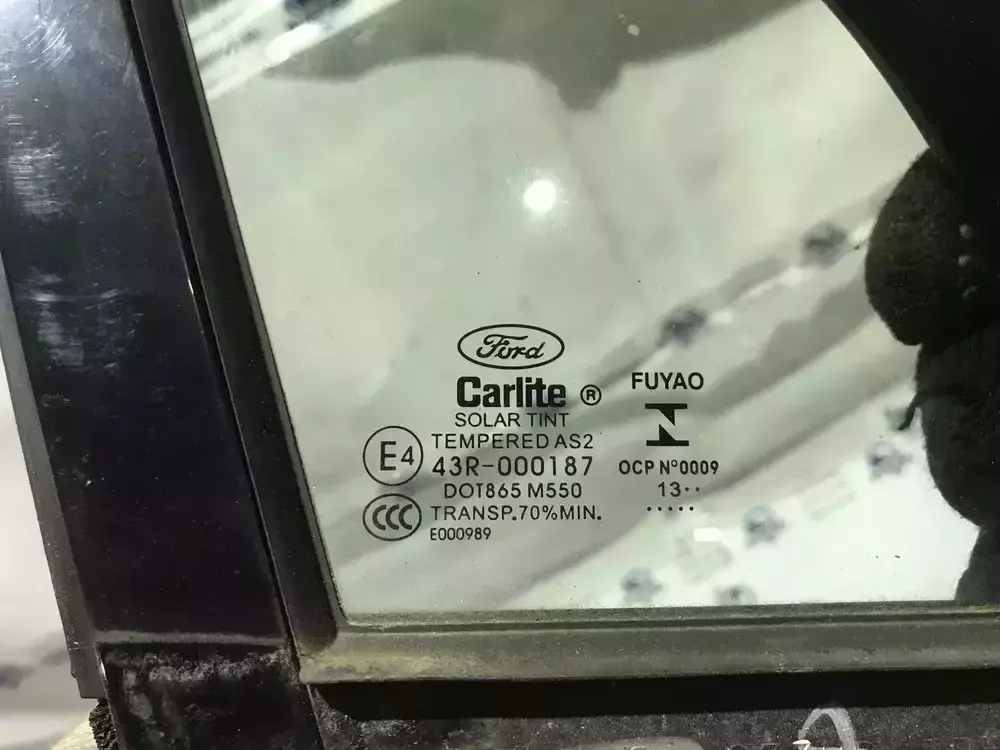 Ford
Carlite ®
SOLAR TINT
TEMPERED AS2
E4 43R-000187
DOT865 M550
CCC TRANSP.70%MIN.
E000989
FUYAO
OCP N°0009
13··
·····